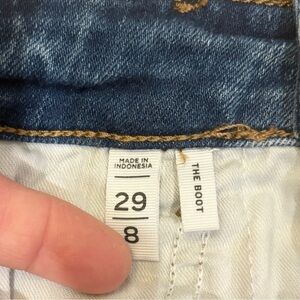 MADE IN
INDONESIA
29
8
THE BOOT